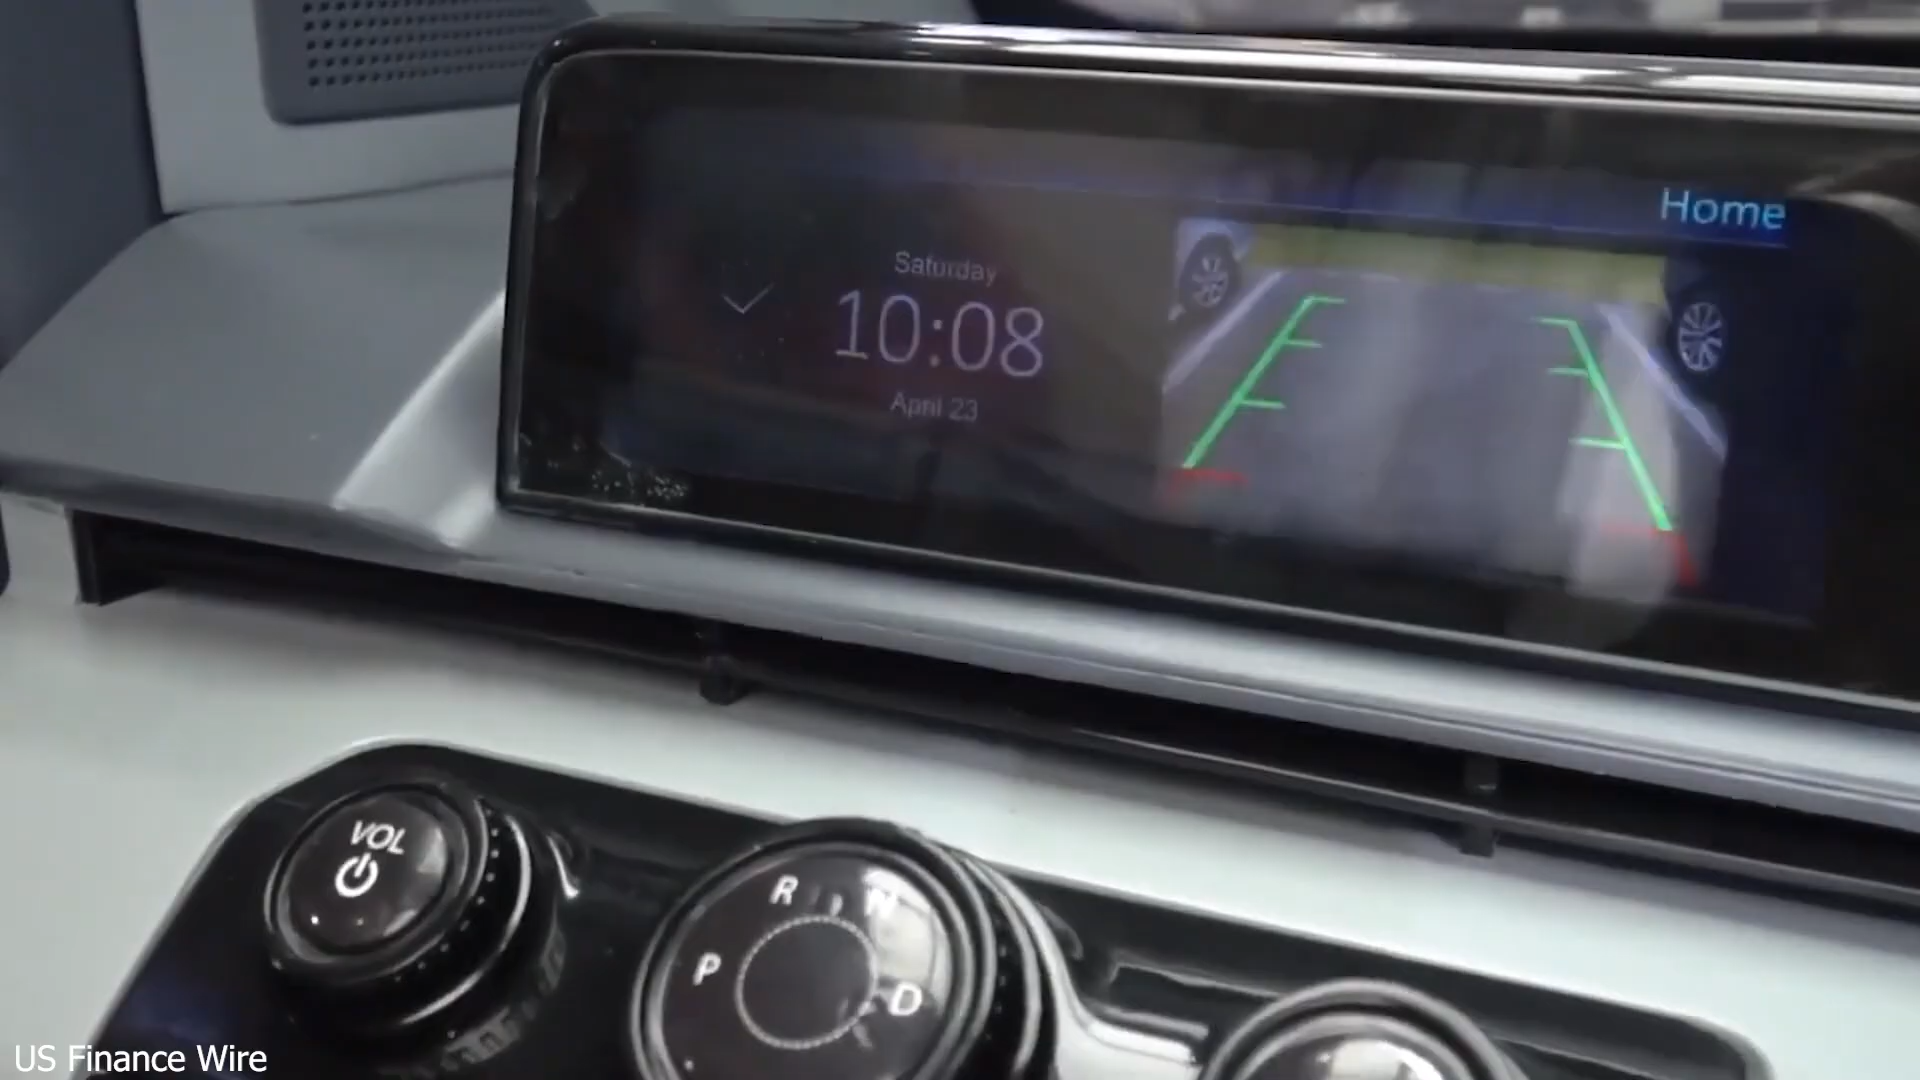 Home
Saturday
10:08
April 23
VOL
R
N
P
D
US Finance Wire